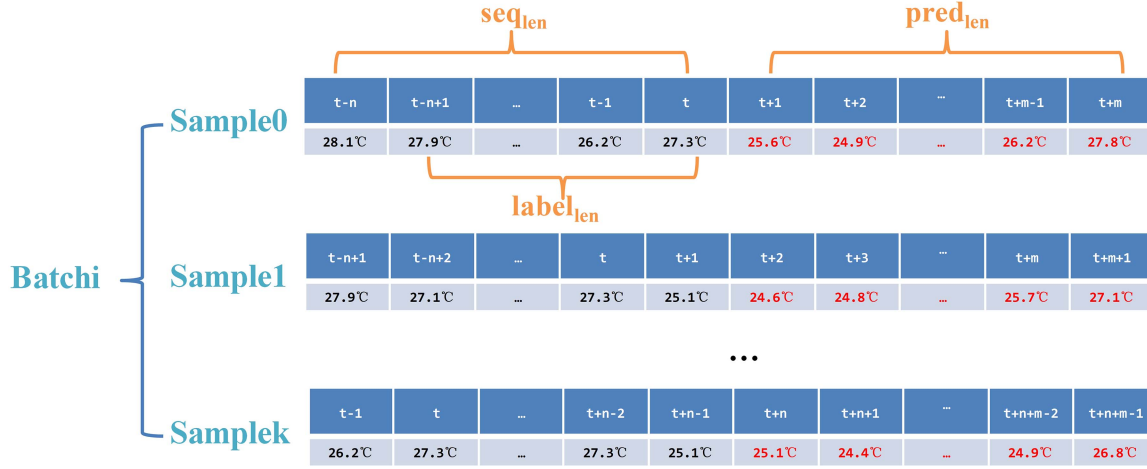 seq_len pred_len
t-n t-n+1 … t-1 t t+1 t+2 … t+m-1 t+m
Sample0
28.1℃ 27.9℃ … 26.2℃ 27.3℃ 25.6℃ 24.9℃ … 26.2℃ 27.8℃
label_len
t-n+1 t-n+2 … t t+1 t+2 t+3 … t+m t+m+1
Batchi Sample1
27.9℃ 27.1℃ … 27.3℃ 25.1℃ 24.6℃ 24.8℃ … 25.7℃ 27.1℃
…
t-1 t … t+n-2 t+n-1 t+n t+n+1 … t+n+m-2 t+n+m-1
Samplek
26.2℃ 27.3℃ … 27.3℃ 25.1℃ 25.1℃ 24.4℃ … 24.9℃ 26.8℃